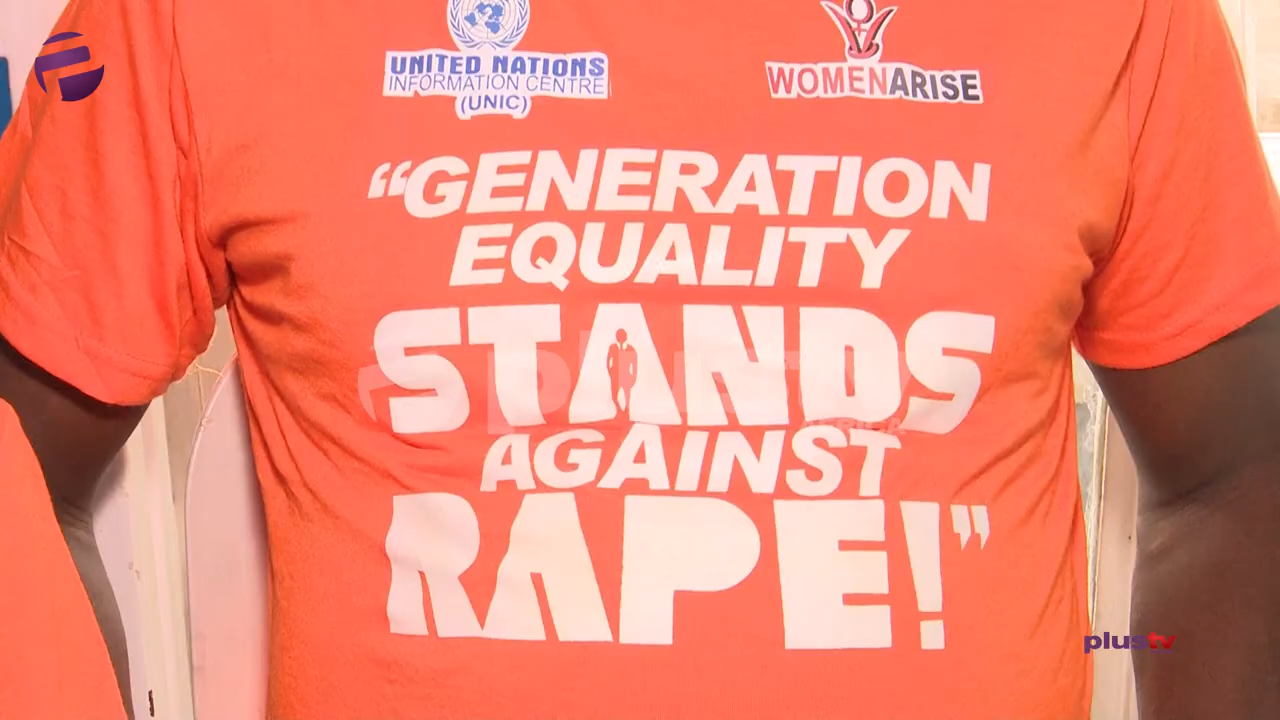 UNITED NATIONS
INFORMATION CENTRE
(UNIC)
WOMENARISE
“GENERATION
EQUALITY
STANDS
AGAINST
RAPE!”
plustv